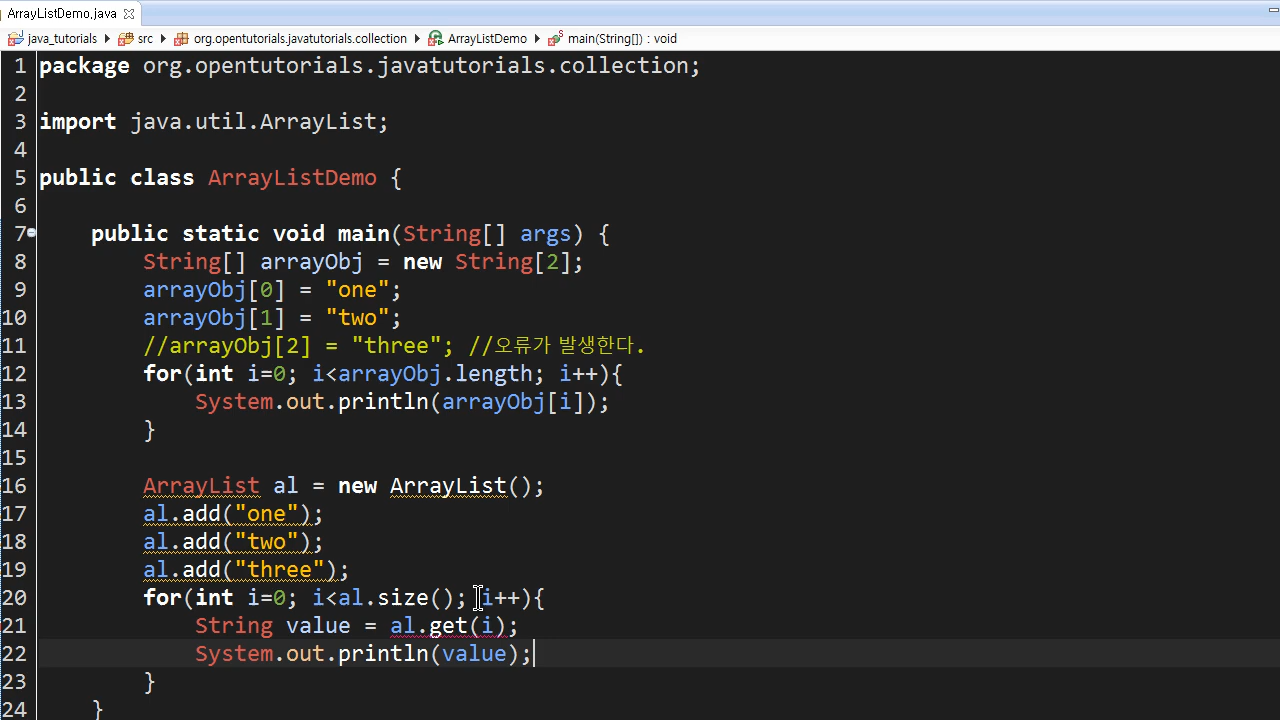 ArrayListDemo.java
java_tutorials src org.opentutorials.javatutorials.collection ArrayListDemo main(String[]) : void
1 package org.opentutorials.javatutorials.collection;
2
3 import java.util.ArrayList;
4
5 public class ArrayListDemo {
6
7 public static void main(String[] args) {
8 String[] arrayObj = new String[2];
9 arrayObj[0] = "one";
10 arrayObj[1] = "two";
11 //arrayObj[2] = "three"; //오류가 발생한다.
12 for(int i=0; i<arrayObj.length; i++){
13 System.out.println(arrayObj[i]);
14 }
15
16 ArrayList al = new ArrayList();
17 al.add("one");
18 al.add("two");
19 al.add("three");
20 for(int i=0; i<al.size(); i++){
21 String value = al.get(i);
22 System.out.println(value);
23 }
24 }